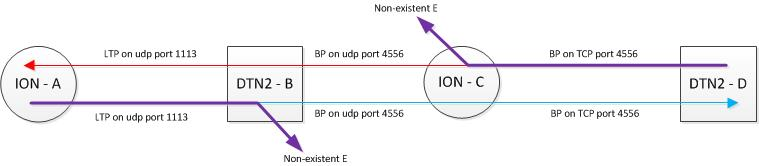 Non-existent E
LTP on udp port 1113
BP on udp port 4556
BP on TCP port 4556
ION - A
DTN2 - B
ION - C
DTN2 - D
LTP on udp port 1113
BP on udp port 4556
BP on TCP port 4556
Non-existent E